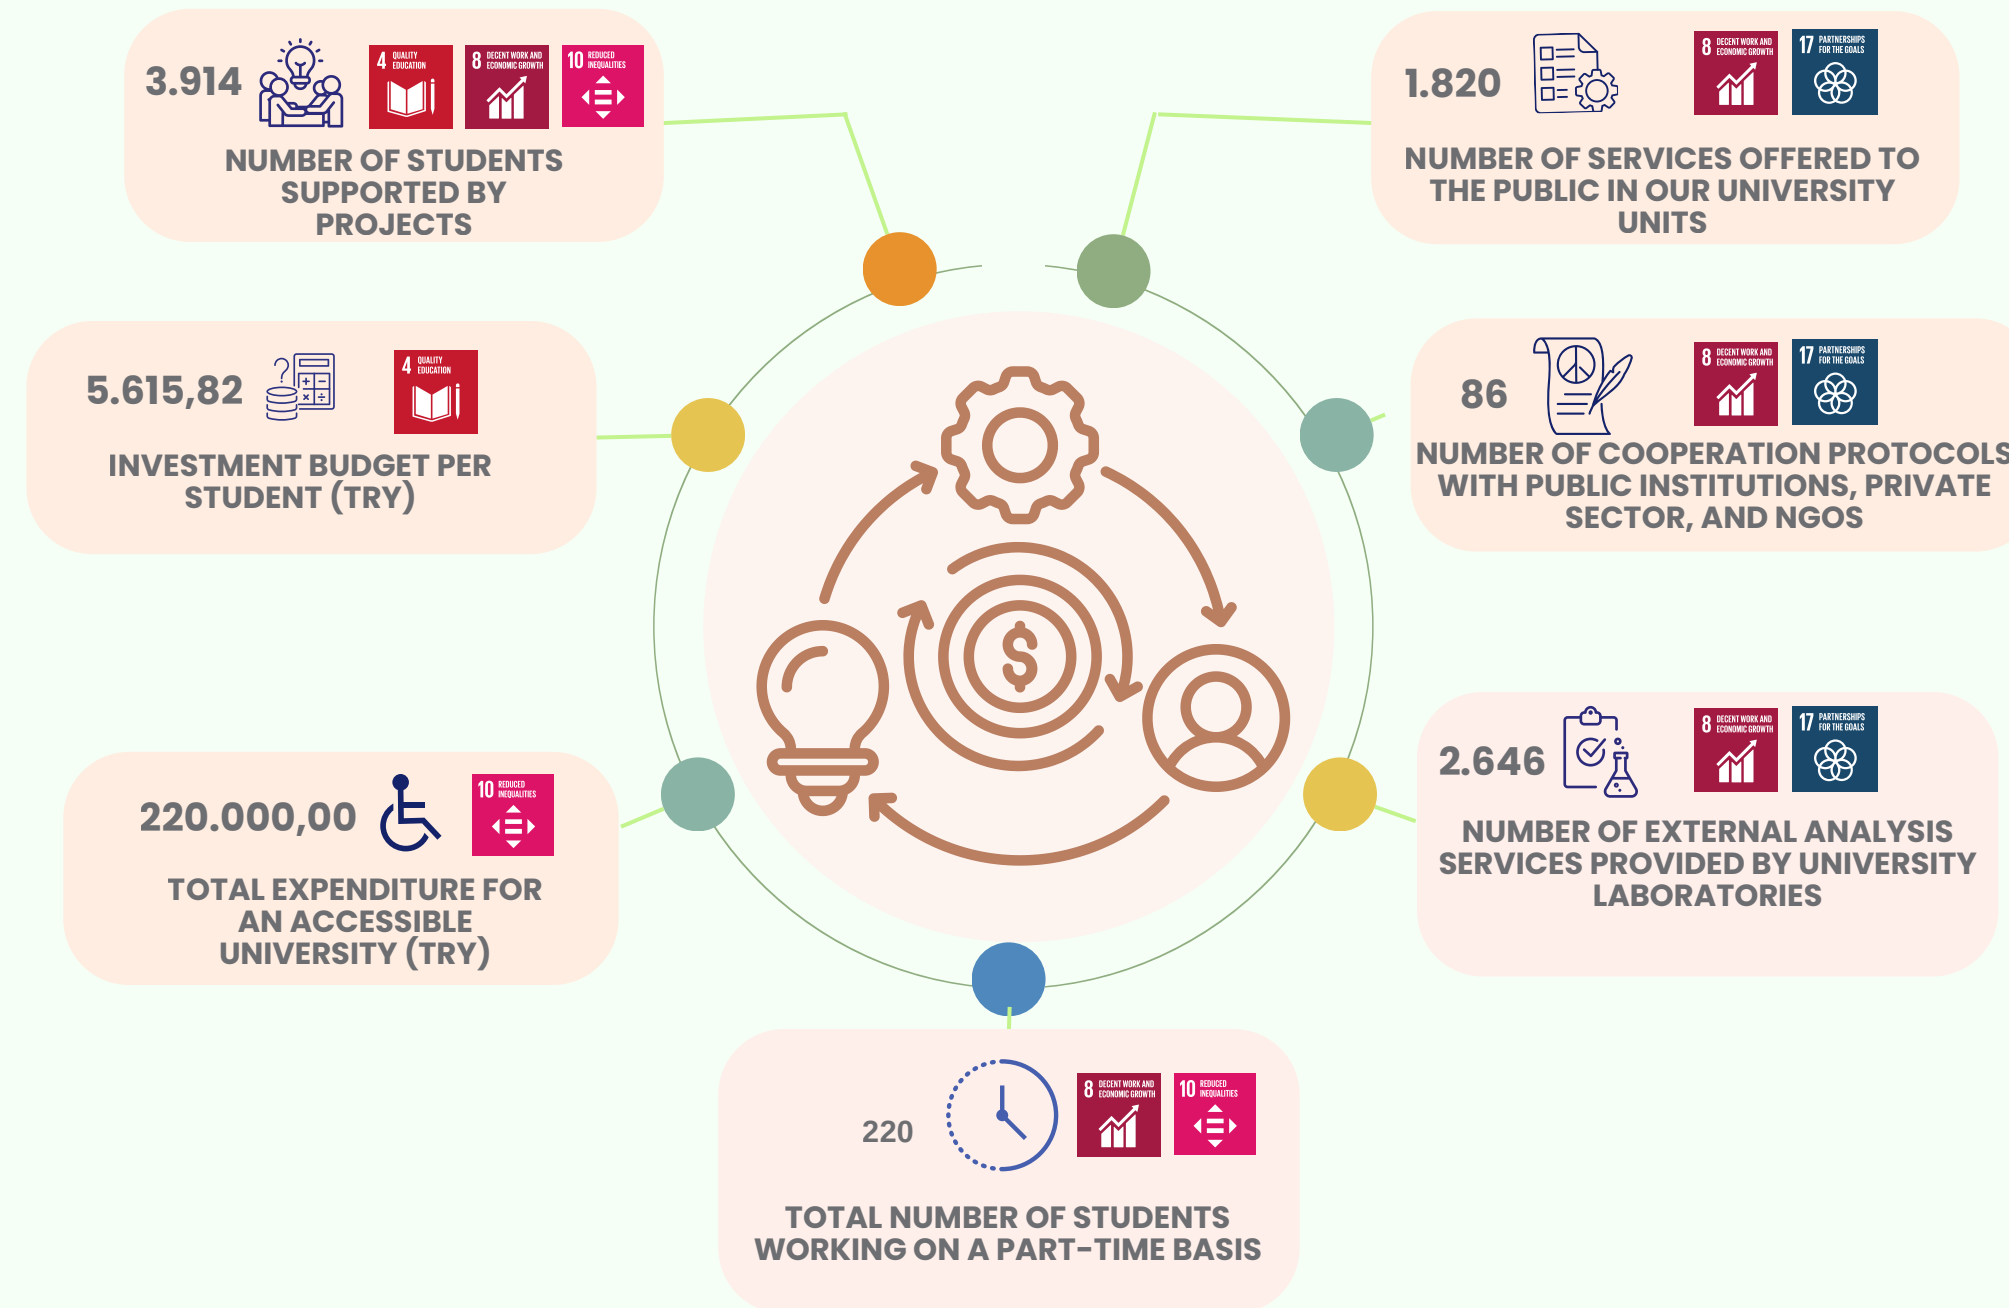 3.914
4 QUALITY
EDUCATION
8 DECENT WORK AND
ECONOMIC GROWTH
10 REDUCED
INEQUALITIES
NUMBER OF STUDENTS
SUPPORTED BY
PROJECTS
1.820
8 DECENT WORK AND
ECONOMIC GROWTH
17 PARTNERSHIPS
FOR THE GOALS
NUMBER OF SERVICES OFFERED TO
THE PUBLIC IN OUR UNIVERSITY
UNITS
5.615,82
4 QUALITY
EDUCATION
INVESTMENT BUDGET PER
STUDENT (TRY)
86
8 DECENT WORK AND
ECONOMIC GROWTH
17 PARTNERSHIPS
FOR THE GOALS
NUMBER OF COOPERATION PROTOCOLS
WITH PUBLIC INSTITUTIONS, PRIVATE
SECTOR, AND NGOS
220.000,00
10 REDUCED
INEQUALITIES
TOTAL EXPENDITURE FOR
AN ACCESSIBLE
UNIVERSITY (TRY)
2.646
8 DECENT WORK AND
ECONOMIC GROWTH
17 PARTNERSHIPS
FOR THE GOALS
NUMBER OF EXTERNAL ANALYSIS
SERVICES PROVIDED BY UNIVERSITY
LABORATORIES
$
220
8 DECENT WORK AND
ECONOMIC GROWTH
10 REDUCED
INEQUALITIES
TOTAL NUMBER OF STUDENTS
WORKING ON A PART-TIME BASIS